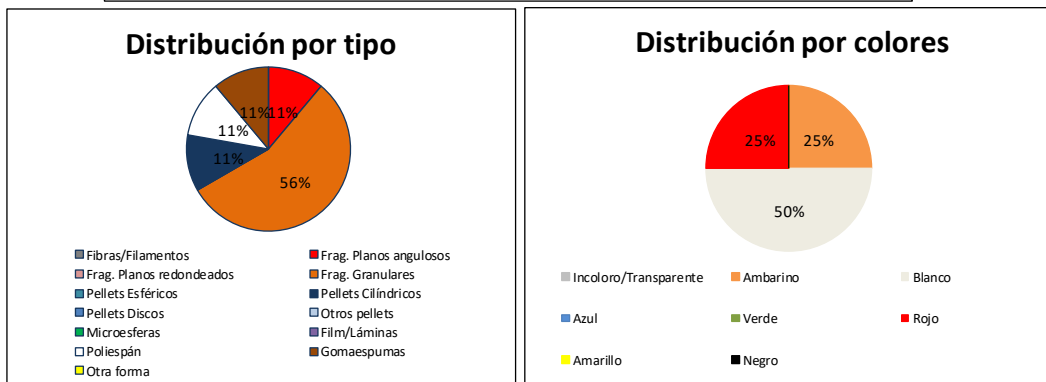 Distribución por tipo
11%
11%
11%
11%
56%
Fibras/Filamentos
Frag. Planos angulosos
Frag. Planos redondeados
Frag. Granulares
Pellets Esféricos
Pellets Cilíndricos
Pellets Discos
Otros pellets
Microesferas
Film/Láminas
Poliespán
Gomaespumas
Otra forma
Distribución por colores
25%
25%
50%
Incoloro/Transparente
Ambarino
Blanco
Azul
Verde
Rojo
Amarillo
Negro